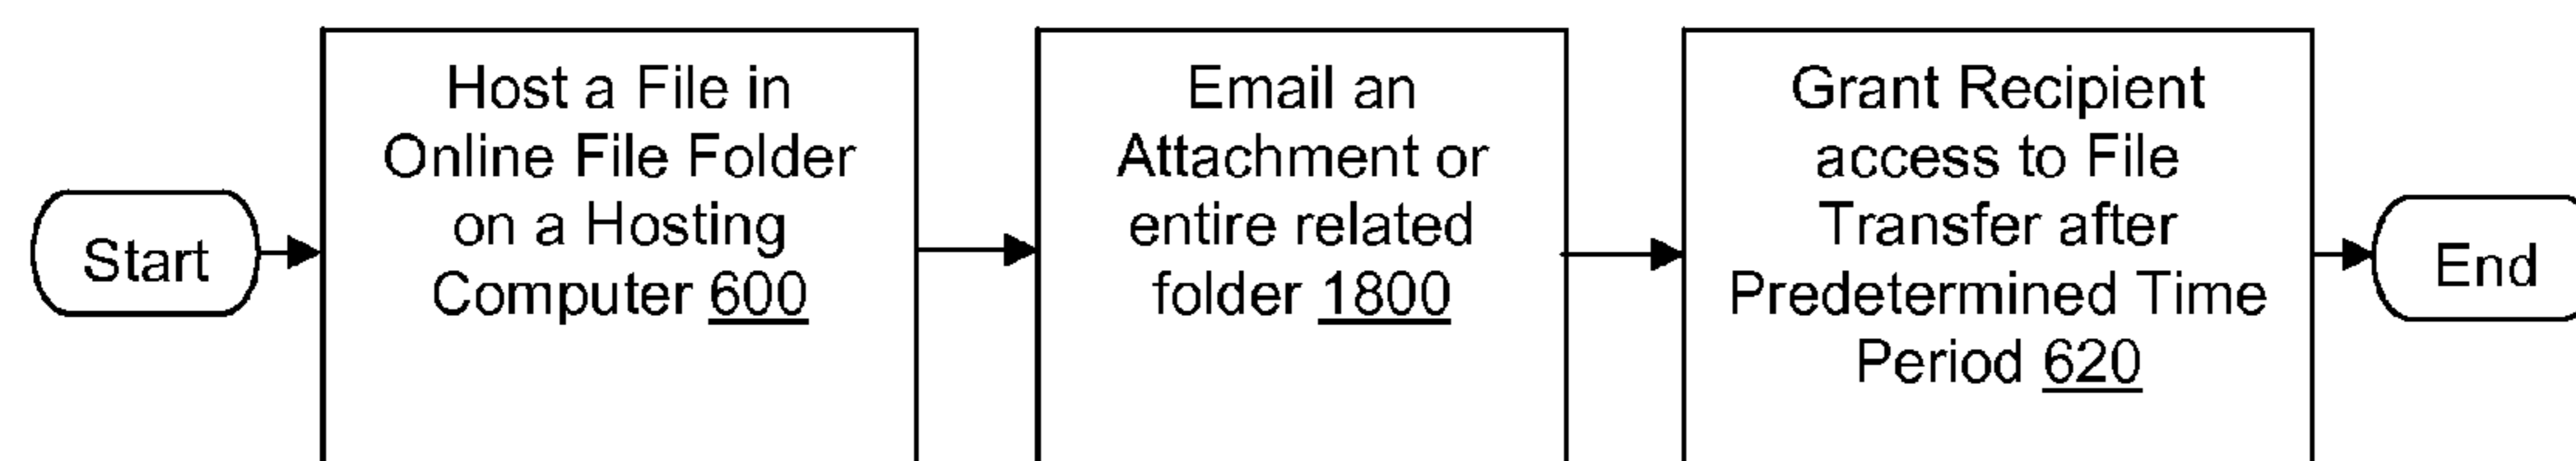 Start
Host a File in
Online File Folder
on a Hosting
Computer 600
Email an
Attachment or
entire related
folder 1800
Grant Recipient
access to File
Transfer after
Predetermined Time
Period 620
End